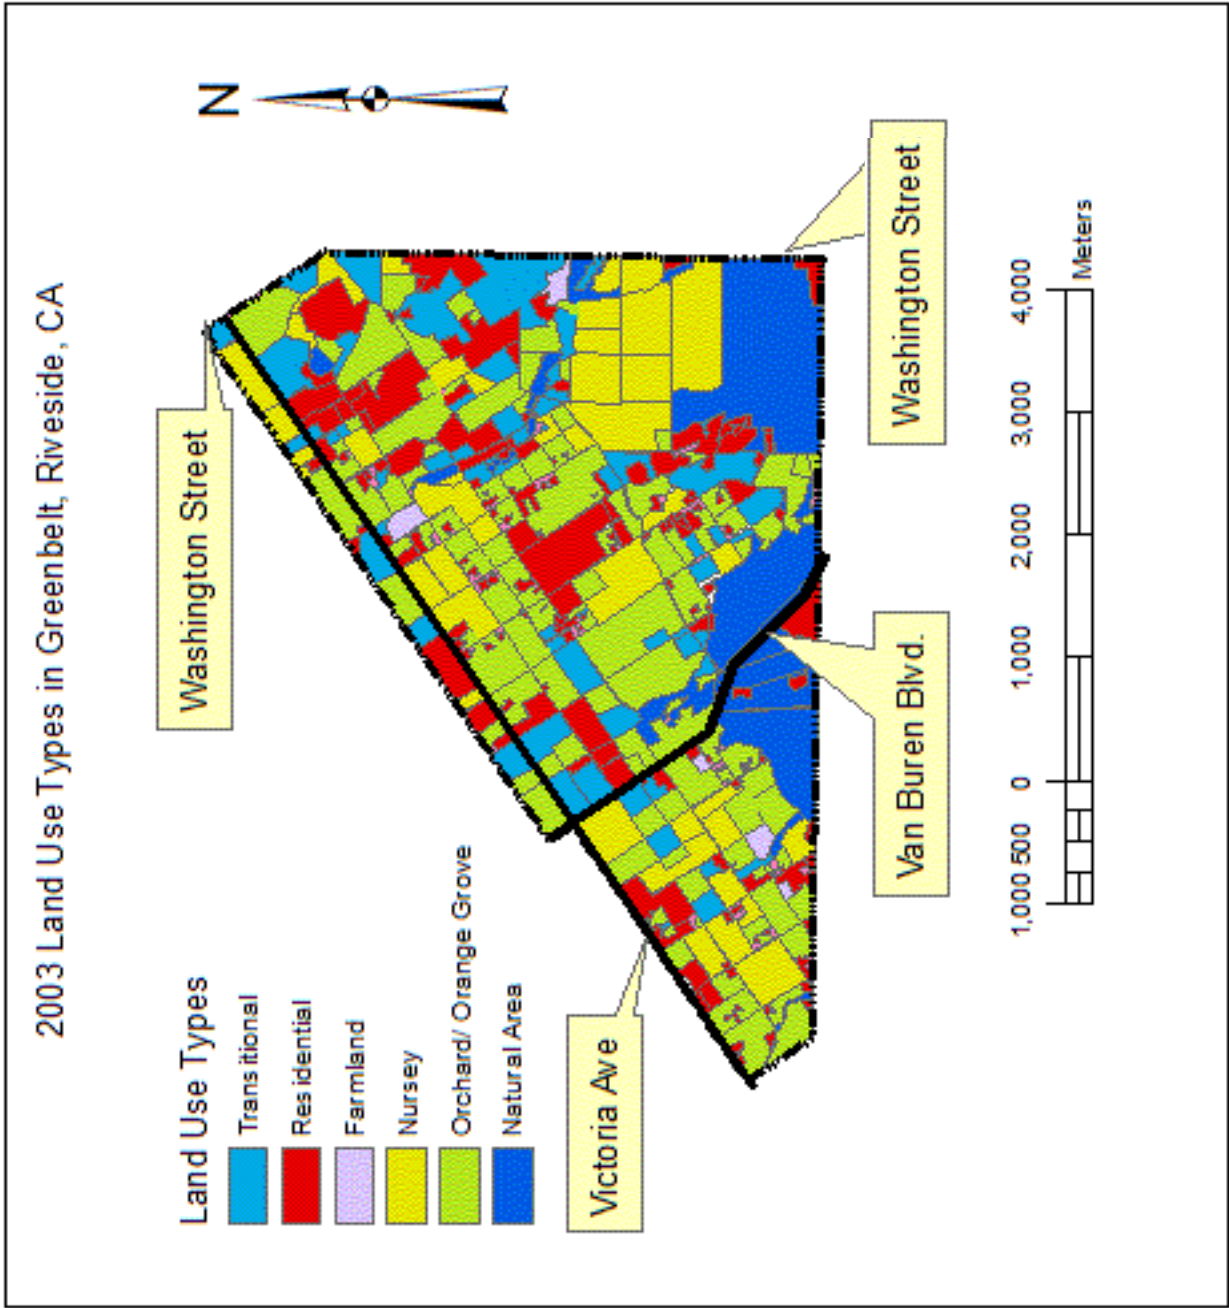 2003 Land Use Types in Greenbelt, Riveside, CA
N
Washington Street
Land Use Types
Transitional
Residential
Farmland
Nursey
Orchard/ Orange Grove
Natural Area
Victoria Ave
Van Buren Blvd.
Washington Street
1,000 500 0 1,000 2,000 3,000 4,000
Meters